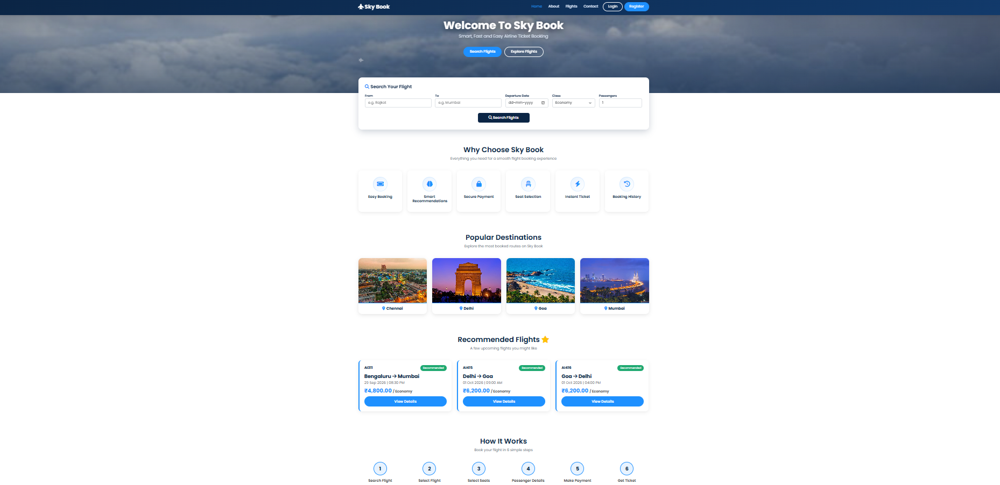 Sky Book
Home About Flights Contact Login Register
Welcome To Sky Book
Smart, Fast and Easy Airline Ticket Booking
Search Flights Explore Flights
Search Your Flight
From To Departure Date Class Passengers
e.g. Rajkot e.g. Mumbai dd-mm-yyyy Economy 1
Search Flights
Why Choose Sky Book
Everything you need for a smooth flight booking experience
Easy Booking
Smart
Recommendations
Secure Payment
Seat Selection
Instant Ticket
Booking History
Popular Destinations
Explore the most booked routes on Sky Book
Chennai
Delhi
Goa
Mumbai
Recommended Flights
A few upcoming flights you might like
AI311 Recommended
Bengaluru → Mumbai
29 Sep 2026 | 08:30 PM
₹4,800.00 / Economy
View Details
AI415 Recommended
Delhi → Goa
01 Oct 2026 | 09:00 AM
₹6,200.00 / Economy
View Details
AI416 Recommended
Goa → Delhi
01 Oct 2026 | 04:00 PM
₹6,200.00 / Economy
View Details
How It Works
Book your flight in 6 simple steps
1 2 3 4 5 6
Search Flight Select Flight Select Seats Passenger Details Make Payment Get Ticket